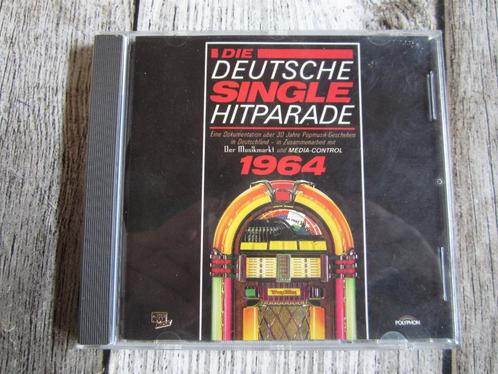 DIE
DEUTSCHE
SINGLE
HITPARADE
Eine Dokumentation über 30 Jahre Popmusik-Geschehen
in Deutschland - in Zusammenarbeit mit
Der Musikmarkt und MEDIA-CONTROL
1964
POLYPHON